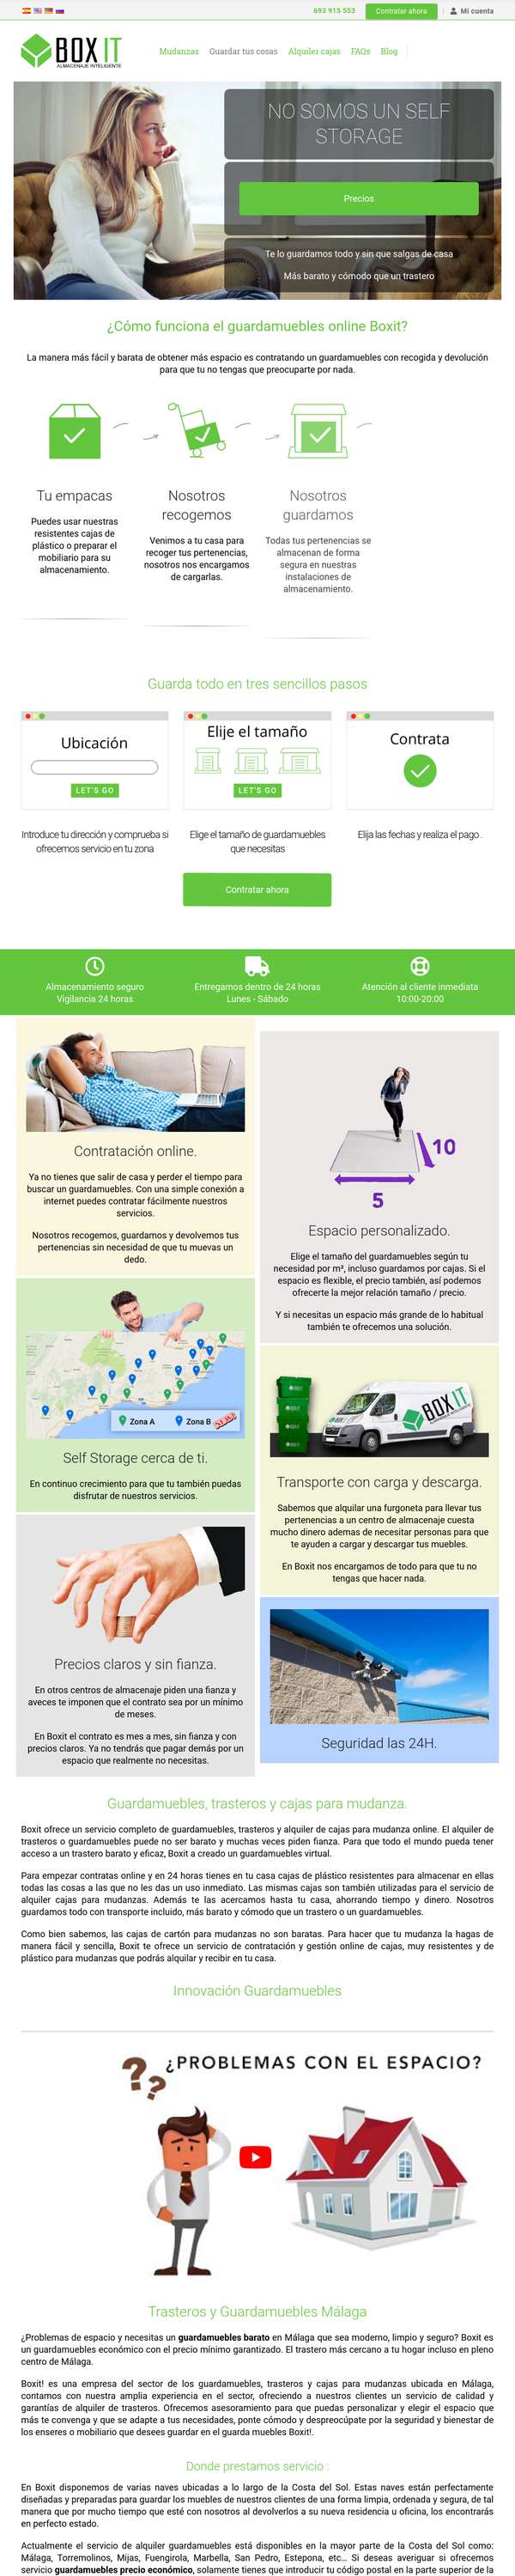 693 915 553
Contratar ahora
Mi cuenta
BOX IT
ALMACENAJE INTELIGENTE
Mudanzas
Guardar tus cosas
Alquiler cajas
FAQs
Blog
NO SOMOS UN SELF
STORAGE
Precios
Te lo guardamos todo y sin que salgas de casa
Más barato y cómodo que un trastero
¿Cómo funciona el guardamuebles online Boxit?
La manera más fácil y barata de obtener más espacio es contratando un guardamuebles con recogida y devolución
para que tu no tengas que preocuparte por nada.
Tu empacas
Puedes usar nuestras
resistentes cajas de
plástico o preparar el
mobiliario para su
almacenamiento.
Nosotros
recogemos
Venimos a tu casa para
recoger tus pertenencias,
nosotros nos encargamos
de cargarlas.
Nosotros
guardamos
Todas tus pertenencias se
almacenan de forma
segura en nuestras
instalaciones de
almacenamiento.
Guarda todo en tres sencillos pasos
Ubicación
LET'S GO
Elije el tamaño
LET'S GO
Contrata
Introduce tu dirección y comprueba si
ofrecemos servicio en tu zona
Elige el tamaño de guardamuebles
que necesitas
Elija las fechas y realiza el pago .
Contratar ahora
Almacenamiento seguro
Vigilancia 24 horas
Entregamos dentro de 24 horas
Lunes - Sábado
Atención al cliente inmediata
10:00-20:00
Contratación online.
Ya no tienes que salir de casa y perder el tiempo para
buscar un guardamuebles. Con una simple conexión a
internet puedes contratar fácilmente nuestros
servicios.
Nosotros recogemos, guardamos y devolvemos tus
pertenencias sin necesidad de que tu muevas un
dedo.
10
5
Espacio personalizado.
Elige el tamaño del guardamuebles según tu
necesidad por m², incluso guardamos por cajas. Si el
espacio es flexible, el precio también, así podemos
ofrecerte la mejor relación tamaño / precio.
Y si necesitas un espacio más grande de lo habitual
también te ofrecemos una solución.
Zona A
Zona B
Self Storage cerca de ti.
En continuo crecimiento para que tu también puedas
disfrutar de nuestros servicios.
BOX IT
Transporte con carga y descarga.
Sabemos que alquilar una furgoneta para llevar tus
pertenencias a un centro de almacenaje cuesta
mucho dinero ademas de necesitar personas para que
te ayuden a cargar y descargar tus muebles.
En Boxit nos encargamos de todo para que tu no
tengas que hacer nada.
Precios claros y sin fianza.
En otros centros de almacenaje piden una fianza y
aveces te imponen que el contrato sea por un mínimo
de meses.
En Boxit el contrato es mes a mes, sin fianza y con
precios claros. Ya no tendrás que pagar demás por un
espacio que realmente no necesitas.
Seguridad las 24H.
Guardamuebles, trasteros y cajas para mudanza.
Boxit ofrece un servicio completo de guardamuebles, trasteros y alquiler de cajas para mudanza online. El alquiler de
trasteros o guardamuebles puede no ser barato y muchas veces piden fianza. Para que todo el mundo pueda tener
acceso a un trastero barato y eficaz, Boxit a creado un guardamuebles virtual.
Para empezar contratas online y en 24 horas tienes en tu casa cajas de plástico resistentes para almacenar en ellas
todas las cosas a las que no les das un uso inmediato. Las mismas cajas son también utilizadas para el servicio de
alquiler cajas para mudanzas. Además te las acercamos hasta tu casa, ahorrando tiempo y dinero. Nosotros
guardamos todo con transporte incluido, más barato y cómodo que un trastero o un guardamuebles.
Como bien sabemos, las cajas de cartón para mudanzas no son baratas. Para hacer que tu mudanza la hagas de
manera fácil y sencilla, Boxit te ofrece un servicio de contratación y gestión online de cajas, muy resistentes y de
plástico para mudanzas que podrás alquilar y recibir en tu casa.
Innovación Guardamuebles
¿PROBLEMAS CON EL ESPACIO?
??
Trasteros y Guardamuebles Málaga
¿Problemas de espacio y necesitas un guardamuebles barato en Málaga que sea moderno, limpio y seguro? Boxit es
un guardamuebles económico con el precio mínimo garantizado. El trastero más cercano a tu hogar incluso en pleno
centro de Málaga.
Boxit! es una empresa del sector de los guardamuebles, trasteros y cajas para mudanzas ubicada en Málaga,
contamos con nuestra amplia experiencia en el sector, ofreciendo a nuestros clientes un servicio de calidad y
garantías de alquiler de trasteros. Ofrecemos asesoramiento para que puedas personalizar y elegir el espacio que
más te convenga y que se adapte a tus necesidades, ponte cómodo y despreocúpate por la seguridad y bienestar de
los enseres o mobiliario que desees guardar en el guarda muebles Boxit!.
Donde prestamos servicio :
En Boxit disponemos de varias naves ubicadas a lo largo de la Costa del Sol. Estas naves están perfectamente
diseñadas y preparadas para guardar los muebles de nuestros clientes de una forma limpia, ordenada y segura, de tal
manera que por mucho tiempo que esté con nosotros al devolverlos a su nueva residencia u oficina, los encontrarás
en perfecto estado.
Actualmente el servicio de alquiler guardamuebles está disponibles en la mayor parte de la Costa del Sol como:
Málaga, Torremolinos, Mijas, Fuengirola, Marbella, San Pedro, Estepona, etc... Si deseas averiguar si ofrecemos
servicio guardamuebles precio económico, solamente tienes que introducir tu código postal en la parte superior de la